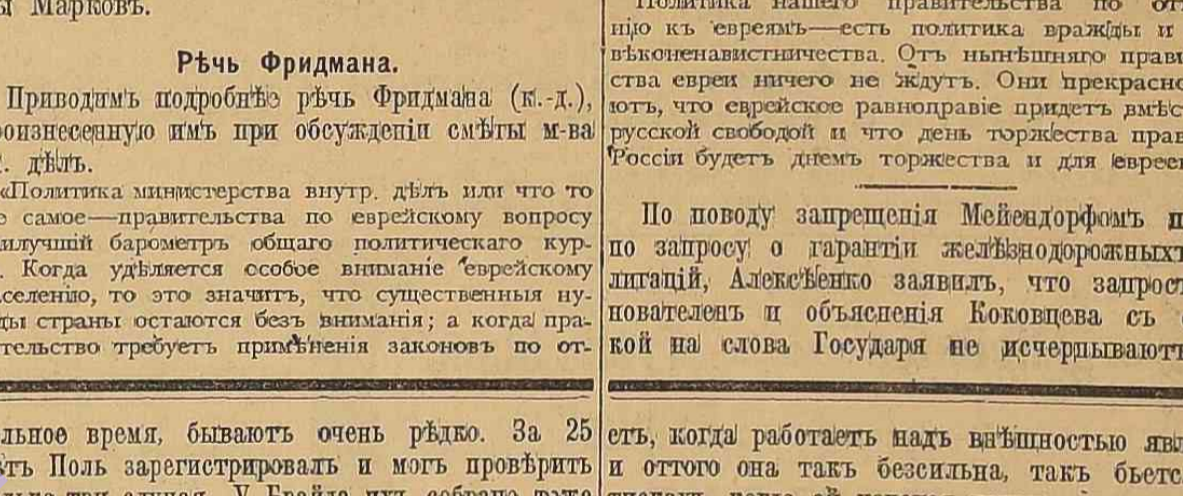 Марковъ.
Рѣчь Фридмана.
Приводимъ подробнѣе рѣчь Фридмана (к.-д.),
роизнесенную имъ при обсужденіи смѣты м-ва
. дѣлъ.
«Политика министерства внутр. дѣлъ или что то
е самое—правительства по еврейскому вопросу
илучшій барометръ общаго политическаго кур-
. Когда удѣляется особое вниманіе еврейскому
селенію, то это значитъ, что существенныя ну-
ды страны остаются безъ вниманія; а когда пра-
тельство требуетъ примѣненія законовъ по от-
льное время, бываютъ очень рѣдко. За 25
тъ Поль зарегистрировалъ и могъ провѣрить
Политика нашего правительства по от
нію къ евреямъ—есть политика вражды и
вѣконенавистничества. Отъ нынѣшняго прави
ства евреи ничего не ждутъ. Они прекрасно
ютъ, что еврейское равноправіе придетъ вмѣс
русской свободой и что день торжества прав
Россіи будетъ днемъ торжества и для евреев
По поводу запрещенія Мейендорфомъ п
по запросу о гарантіи желѣзнодорожныхъ
лигацій, Алексѣенко заявилъ, что запрос
нователенъ и объясненія Коковцева съ
кой на слова Государя не исчерпываютъ
етъ, когда работаетъ надъ внѣшностью явл
и оттого она такъ безсильна, такъ бьетс